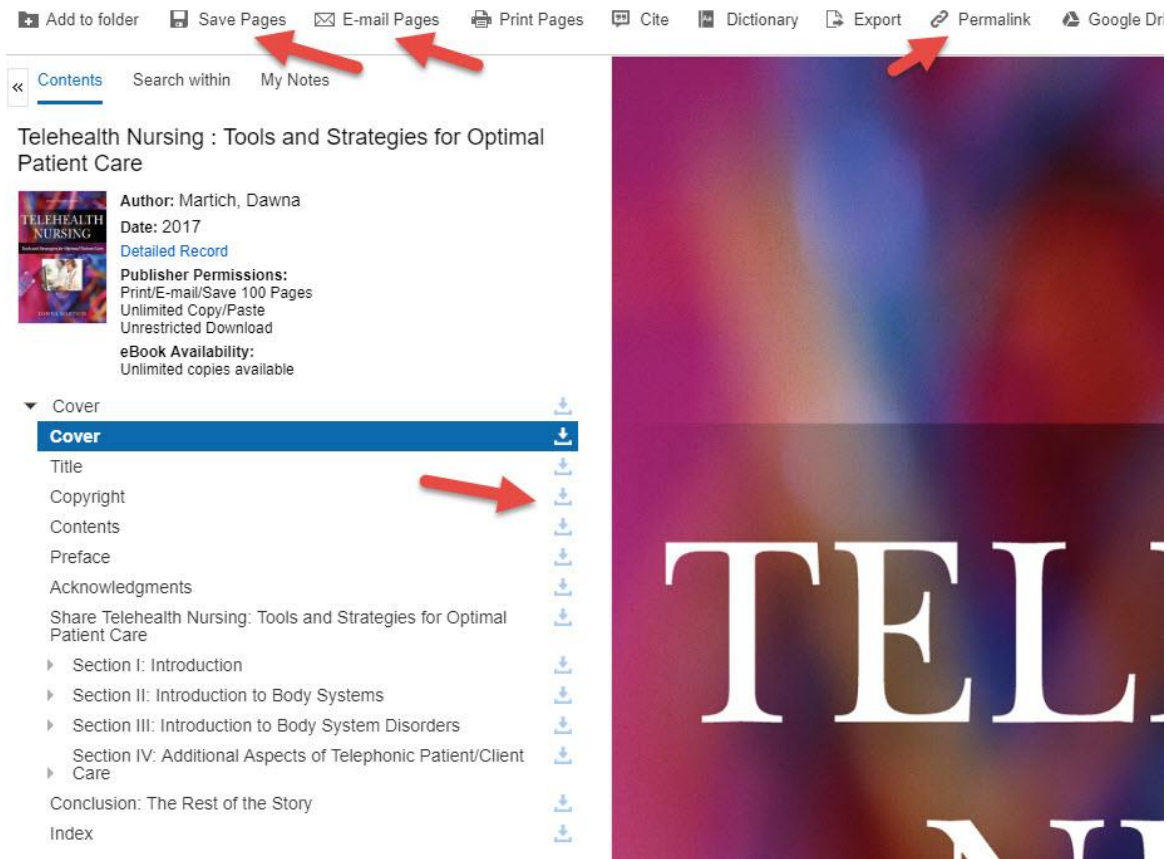 Add to folder Save Pages E-mail Pages Print Pages Cite Dictionary Export Permalink Google Dri
« Contents Search within My Notes
Telehealth Nursing : Tools and Strategies for Optimal
Patient Care
TELEHEALTH
NURSING
Author: Martich, Dawna
Date: 2017
Detailed Record
Publisher Permissions:
Print/E-mail/Save 100 Pages
Unlimited Copy/Paste
Unrestricted Download
eBook Availability:
Unlimited copies available
Cover
Cover
Title
Copyright
Contents
Preface
Acknowledgments
Share Telehealth Nursing: Tools and Strategies for Optimal
Patient Care
Section I: Introduction
Section II: Introduction to Body Systems
Section III: Introduction to Body System Disorders
Section IV: Additional Aspects of Telephonic Patient/Client
Care
Conclusion: The Rest of the Story
Index
TEL